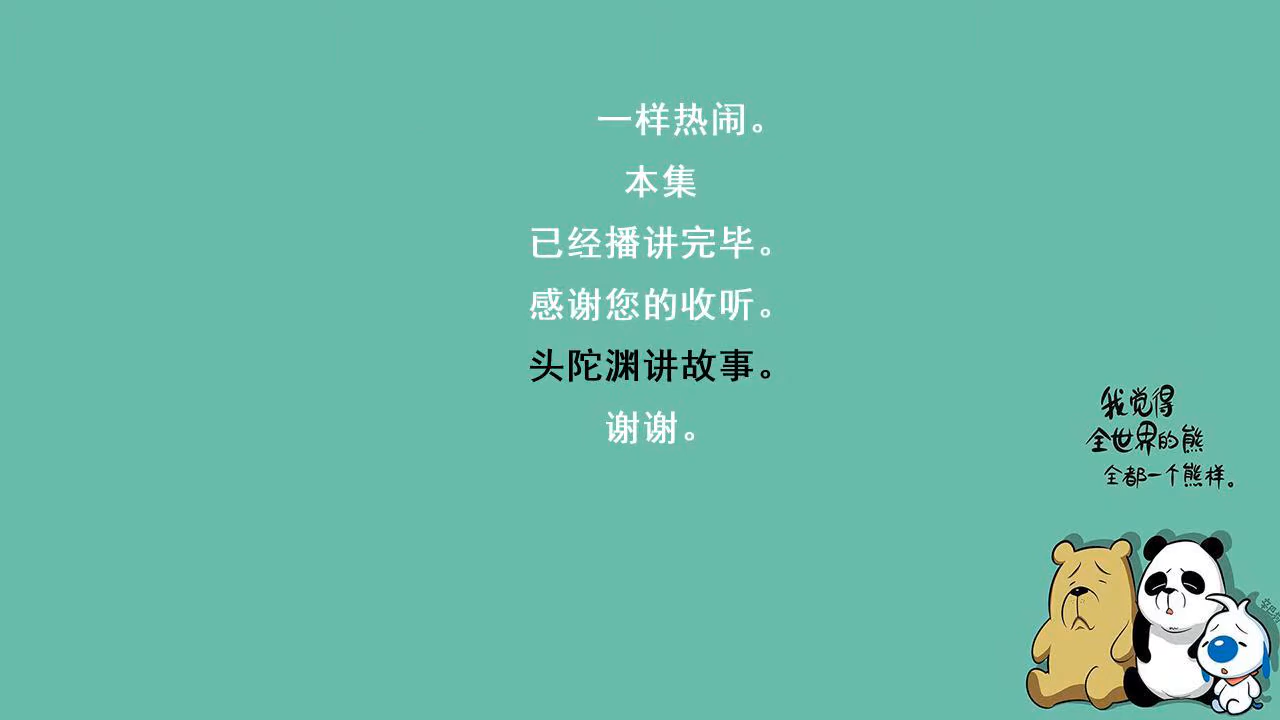 一样热闹。
本集
已经播讲完毕。
感谢您的收听。
头陀渊讲故事。
谢谢。
我觉得
全世界的熊
全都一个熊样。